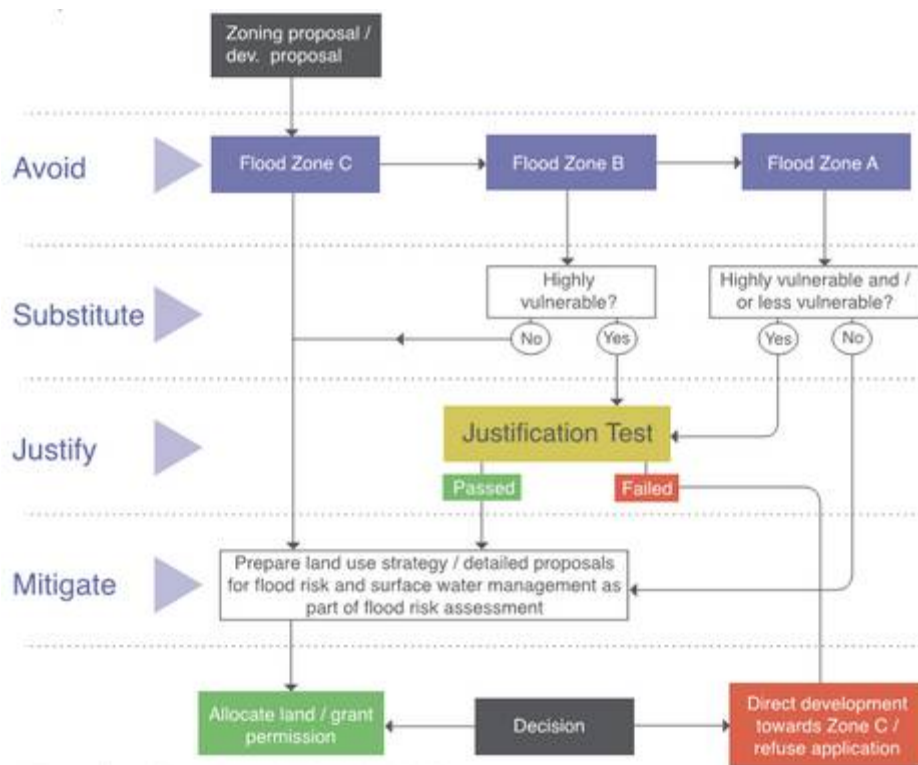 Zoning proposal /
dev. proposal
Avoid
Flood Zone C
Flood Zone B
Flood Zone A
Substitute
Highly
vulnerable?
Highly vulnerable and /
or less vulnerable?
No
Yes
Yes
No
Justify
Justification Test
Passed
Failed
Mitigate
Prepare land use strategy / detailed proposals
for flood risk and surface water management as
part of flood risk assessment
Allocate land / grant
permission
Decision
Direct development
towards Zone C /
refuse application